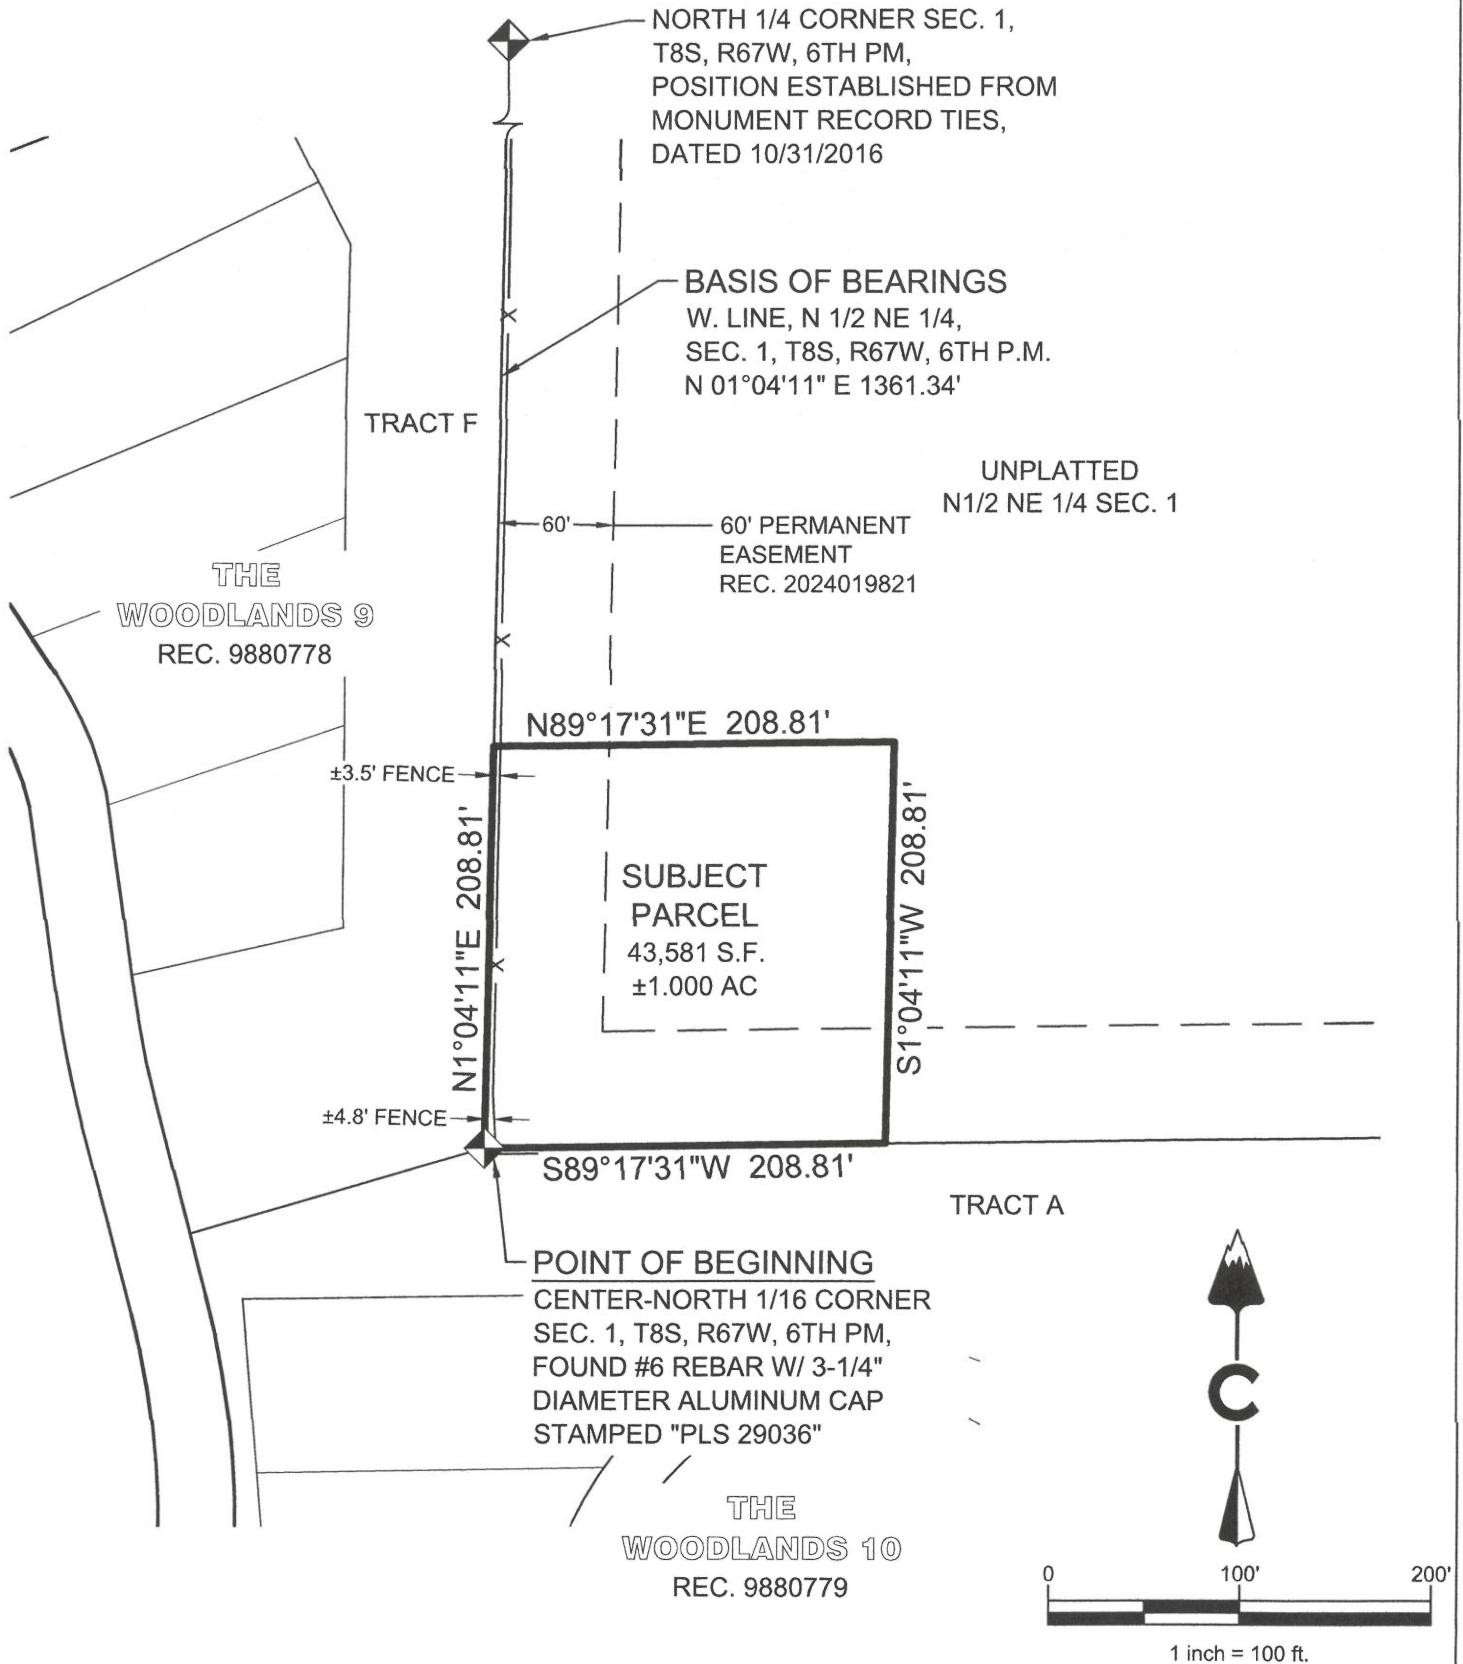 NORTH 1/4 CORNER SEC. 1,
T8S, R67W, 6TH PM,
POSITION ESTABLISHED FROM
MONUMENT RECORD TIES,
DATED 10/31/2016
BASIS OF BEARINGS
W. LINE, N 1/2 NE 1/4,
SEC. 1, T8S, R67W, 6TH P.M.
N 01°04'11" E 1361.34'
TRACT F
UNPLATTED
N1/2 NE 1/4 SEC. 1
60'
60' PERMANENT
EASEMENT
REC. 2024019821
THE
WOODLANDS 9
REC. 9880778
N89°17'31"E 208.81'
±3.5' FENCE
N1°04'11"E 208.81'
SUBJECT
PARCEL
43,581 S.F.
±1.000 AC
S1°04'11"W 208.81'
±4.8' FENCE
S89°17'31"W 208.81'
TRACT A
POINT OF BEGINNING
CENTER-NORTH 1/16 CORNER
SEC. 1, T8S, R67W, 6TH PM,
FOUND #6 REBAR W/ 3-1/4"
DIAMETER ALUMINUM CAP
STAMPED "PLS 29036"
C
THE
WOODLANDS 10
REC. 9880779
0 100' 200'
1 inch = 100 ft.